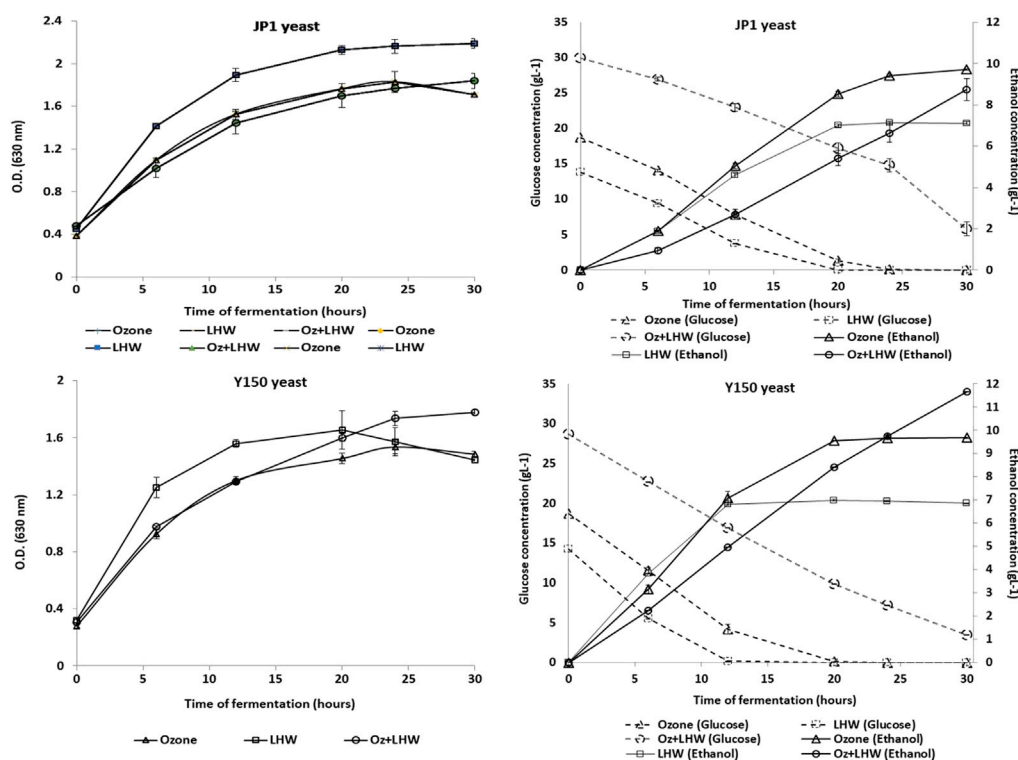 JP1 yeast
2.4
2
1.6
1.2
0.8
0.4
0
O.D. (630 nm)
0 5 10 15 20 25 30
Time of fermentation (hours)
Ozone LHW Oz+LHW Ozone
LHW Oz+LHW Ozone LHW
JP1 yeast
35
30
25
20
15
10
5
0
Glucose concentration (gL-1)
12
10
8
6
4
2
0
Ethanol concentration (gL-1)
0 5 10 15 20 25 30
Time of fermentation (hours)
Ozone (Glucose) LHW (Glucose)
Oz+LHW (Glucose) Ozone (Ethanol)
LHW (Ethanol) Oz+LHW (Ethanol)
Y150 yeast
2
1.6
1.2
0.8
0.4
0
O.D. (630 nm)
0 5 10 15 20 25 30
Time of fermentation (hours)
Ozone LHW Oz+LHW
Y150 yeast
35
30
25
20
15
10
5
0
Glucose concentration (gL-1)
12
11
10
9
8
7
6
5
4
3
2
1
0
Ethanol concentration (gL-1)
0 5 10 15 20 25 30
Time of fermentation (hours)
Ozone (Glucose) LHW (Glucose)
Oz+LHW (Glucose) Ozone (Ethanol)
LHW (Ethanol) Oz+LHW (Ethanol)